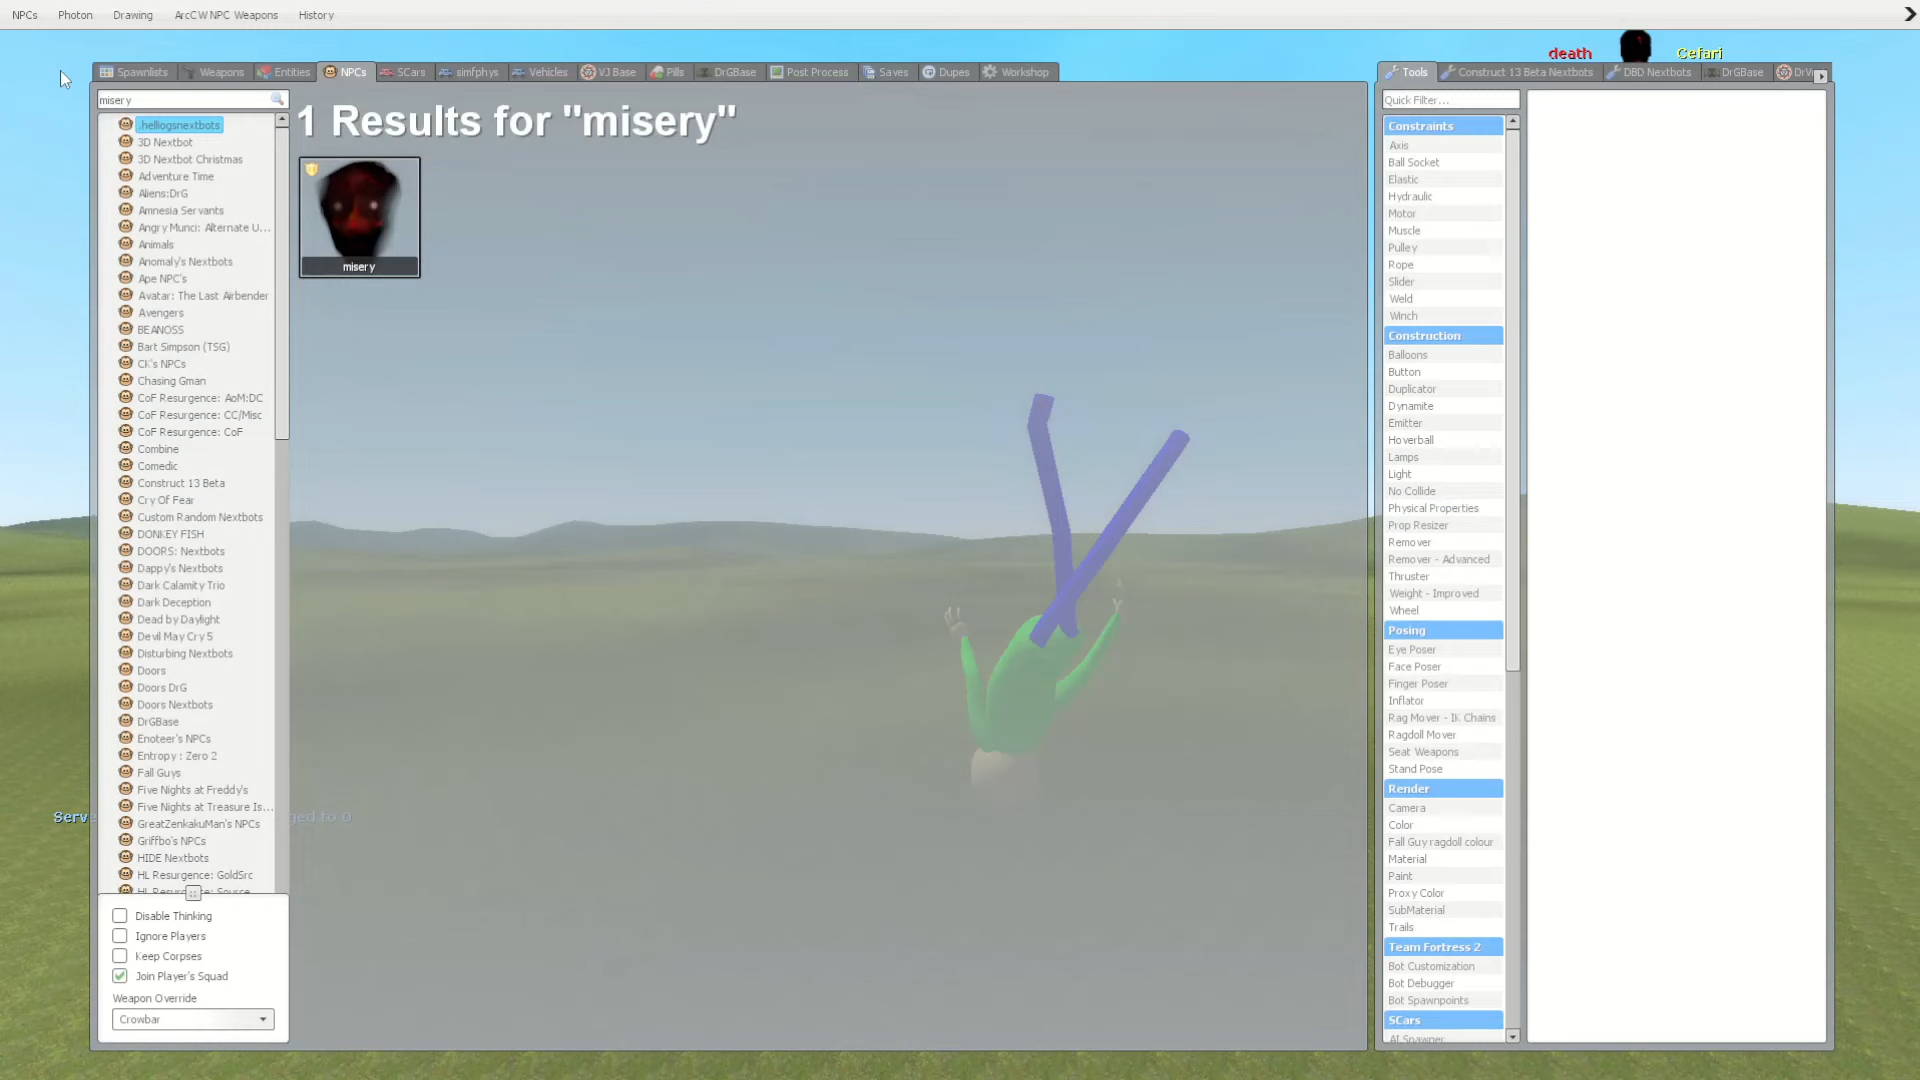 NPCs Photon Drawing ArcCW NPC Weapons History
death Cefari
Spawnlists Weapons Entities NPCs SCars simfphys Vehicles VJ Base Pills DrGBase Post Process Saves Dupes Workshop
Tools Construct 13 Beta Nextbots DBD Nextbots DrGBase
misery
1 Results for "misery"
misery
.helliogsnextbots
3D Nextbot
3D Nextbot Christmas
Adventure Time
Aliens:DrG
Amnesia Servants
Angry Munci: Alternate U...
Animals
Anomaly's Nextbots
Ape NPC's
Avatar: The Last Airbender
Avengers
BEANOSS
Bart Simpson (TSG)
CK's NPCs
Chasing Gman
CoF Resurgence: AoM:DC
CoF Resurgence: CC/Misc
CoF Resurgence: CoF
Combine
Comedic
Construct 13 Beta
Cry Of Fear
Custom Random Nextbots
DONKEY FISH
DOORS: Nextbots
Dappy's Nextbots
Dark Calamity Trio
Dark Deception
Dead by Daylight
Devil May Cry 5
Disturbing Nextbots
Doors
Doors DrG
Doors Nextbots
DrGBase
Enoteer's NPCs
Entropy : Zero 2
Fall Guys
Five Nights at Freddy's
Five Nights at Treasure Is...
GreatZenkakuMan's NPCs
Griffbo's NPCs
HIDE Nextbots
HL Resurgence: GoldSrc
HL Resurgence: Source
ged to 0
Disable Thinking
Ignore Players
Keep Corpses
Join Player's Squad
Weapon Override
Crowbar
Quick Filter...
Constraints
Axis
Ball Socket
Elastic
Hydraulic
Motor
Muscle
Pulley
Rope
Slider
Weld
Winch
Construction
Balloons
Button
Duplicator
Dynamite
Emitter
Hoverball
Lamps
Light
No Collide
Physical Properties
Prop Resizer
Remover
Remover - Advanced
Thruster
Weight - Improved
Wheel
Posing
Eye Poser
Face Poser
Finger Poser
Inflator
Rag Mover - IK Chains
Ragdoll Mover
Seat Weapons
Stand Pose
Render
Camera
Color
Fall Guy ragdoll colour
Material
Paint
Proxy Color
SubMaterial
Trails
Team Fortress 2
Bot Customization
Bot Debugger
Bot Spawnpoints
SCars
AI Spawner